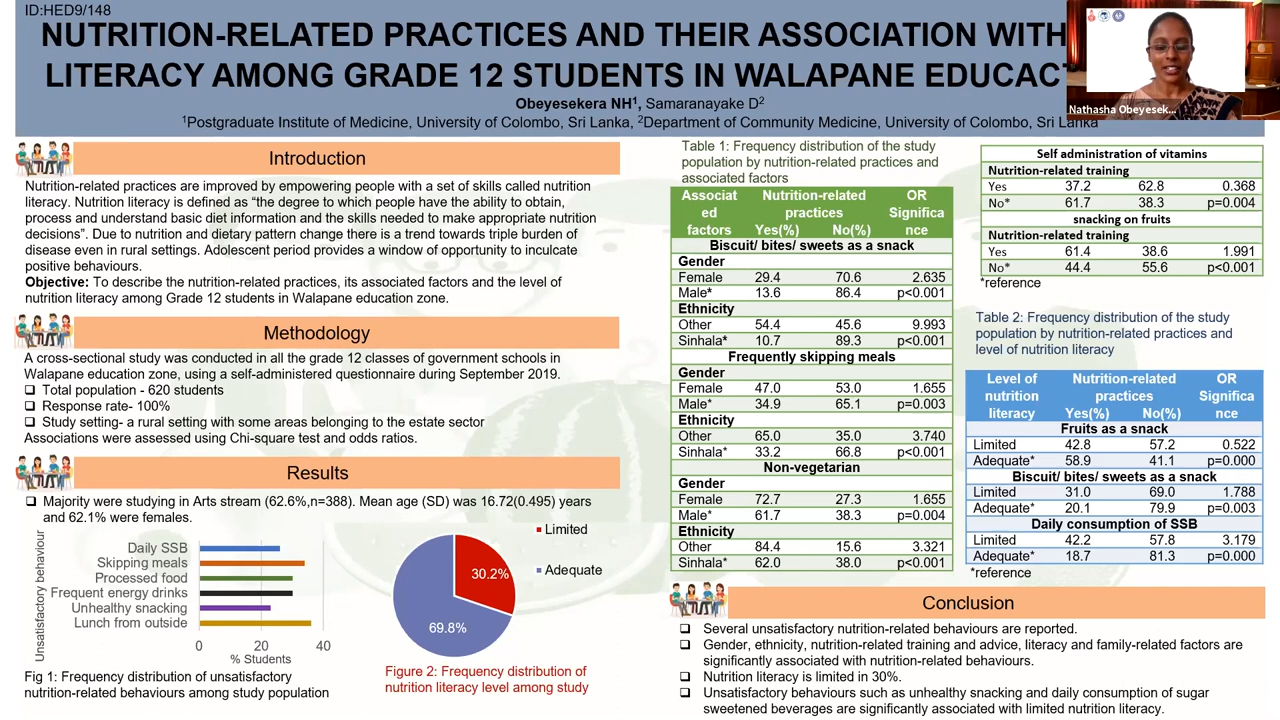 ID:HED9/148
NUTRITION-RELATED PRACTICES AND THEIR ASSOCIATION WITH
LITERACY AMONG GRADE 12 STUDENTS IN WALAPANE EDUCAC
Obeyesekera NH¹, Samaranayake D²
¹Postgraduate Institute of Medicine, University of Colombo, Sri Lanka, ²Department of Community Medicine, University of Colombo, Sri Lanka
Nathasha Obeyesek...
Introduction
Nutrition-related practices are improved by empowering people with a set of skills called nutrition
literacy. Nutrition literacy is defined as “the degree to which people have the ability to obtain,
process and understand basic diet information and the skills needed to make appropriate nutrition
decisions”. Due to nutrition and dietary pattern change there is a trend towards triple burden of
disease even in rural settings. Adolescent period provides a window of opportunity to inculcate
positive behaviours.
Objective: To describe the nutrition-related practices, its associated factors and the level of
nutrition literacy among Grade 12 students in Walapane education zone.
Methodology
A cross-sectional study was conducted in all the grade 12 classes of government schools in
Walapane education zone, using a self-administered questionnaire during September 2019.
❑ Total population - 620 students
❑ Response rate- 100%
❑ Study setting- a rural setting with some areas belonging to the estate sector
Associations were assessed using Chi-square test and odds ratios.
Results
❑ Majority were studying in Arts stream (62.6%,n=388). Mean age (SD) was 16.72(0.495) years
and 62.1% were females.
Unsatisfactory behaviour
Daily SSB
Skipping meals
Processed food
Frequent energy drinks
Unhealthy snacking
Lunch from outside
0 20 40
% Students
Fig 1: Frequency distribution of unsatisfactory
nutrition-related behaviours among study population
Limited
Adequate
30.2%
69.8%
Figure 2: Frequency distribution of
nutrition literacy level among study
Table 1: Frequency distribution of the study
population by nutrition-related practices and
associated factors
Associat Nutrition-related OR
ed practices Significa
factors Yes(%) No(%) nce
Biscuit/ bites/ sweets as a snack
Gender
Female 29.4 70.6 2.635
Male* 13.6 86.4 p<0.001
Ethnicity
Other 54.4 45.6 9.993
Sinhala* 10.7 89.3 p<0.001
Frequently skipping meals
Gender
Female 47.0 53.0 1.655
Male* 34.9 65.1 p=0.003
Ethnicity
Other 65.0 35.0 3.740
Sinhala* 33.2 66.8 p<0.001
Non-vegetarian
Gender
Female 72.7 27.3 1.655
Male* 61.7 38.3 p=0.004
Ethnicity
Other 84.4 15.6 3.321
Sinhala* 62.0 38.0 p<0.001
Self administration of vitamins
Nutrition-related training
Yes 37.2 62.8 0.368
No* 61.7 38.3 p=0.004
snacking on fruits
Nutrition-related training
Yes 61.4 38.6 1.991
No* 44.4 55.6 p<0.001
*reference
Table 2: Frequency distribution of the study
population by nutrition-related practices and
level of nutrition literacy
Level of Nutrition-related OR
nutrition practices Significa
literacy Yes(%) No(%) nce
Fruits as a snack
Limited 42.8 57.2 0.522
Adequate* 58.9 41.1 p=0.000
Biscuit/ bites/ sweets as a snack
Limited 31.0 69.0 1.788
Adequate* 20.1 79.9 p=0.003
Daily consumption of SSB
Limited 42.2 57.8 3.179
Adequate* 18.7 81.3 p=0.000
*reference
Conclusion
❑ Several unsatisfactory nutrition-related behaviours are reported.
❑ Gender, ethnicity, nutrition-related training and advice, literacy and family-related factors are
significantly associated with nutrition-related behaviours.
❑ Nutrition literacy is limited in 30%.
❑ Unsatisfactory behaviours such as unhealthy snacking and daily consumption of sugar
sweetened beverages are significantly associated with limited nutrition literacy.